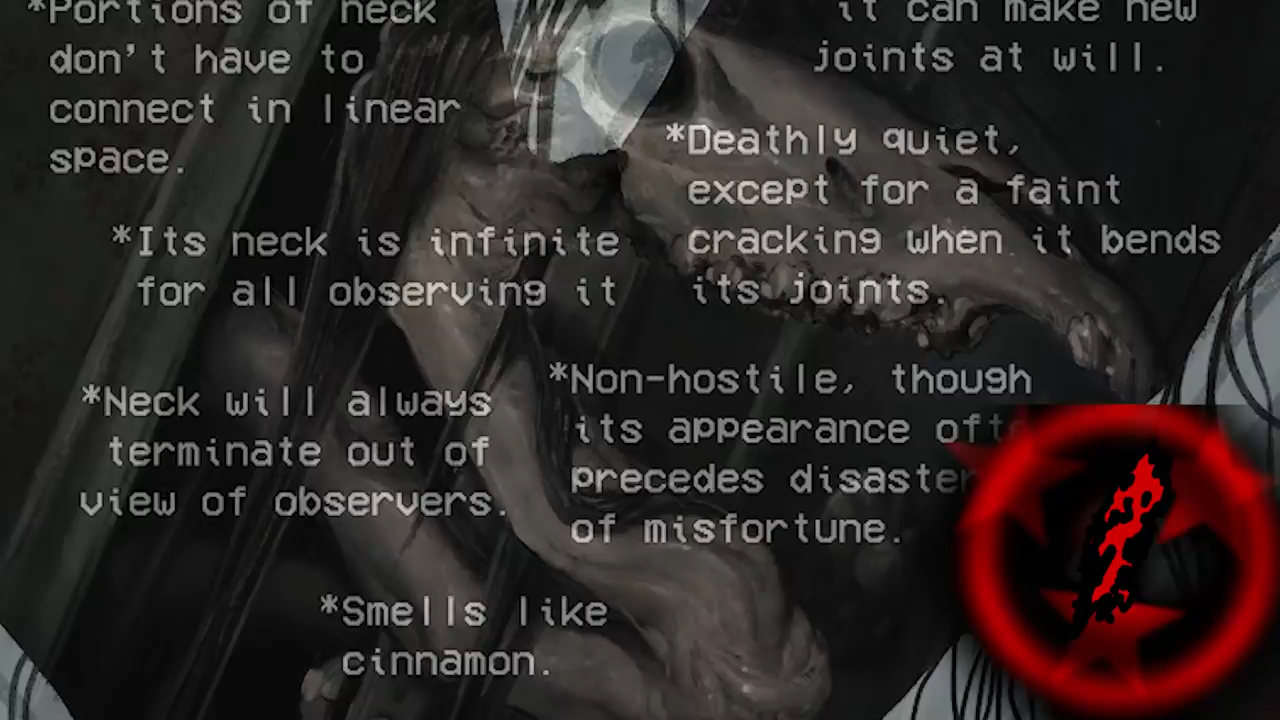 *Portions of neck
don't have to
connect in linear
space.
it can make new
joints at will.
*Deathly quiet,
except for a faint
cracking when it bends
its joints.
*Its neck is infinite
for all observing it
*Neck will always
terminate out of
view of observers.
*Non-hostile, though
its appearance often
precedes disaster
of misfortune.
*Smells like
cinnamon.